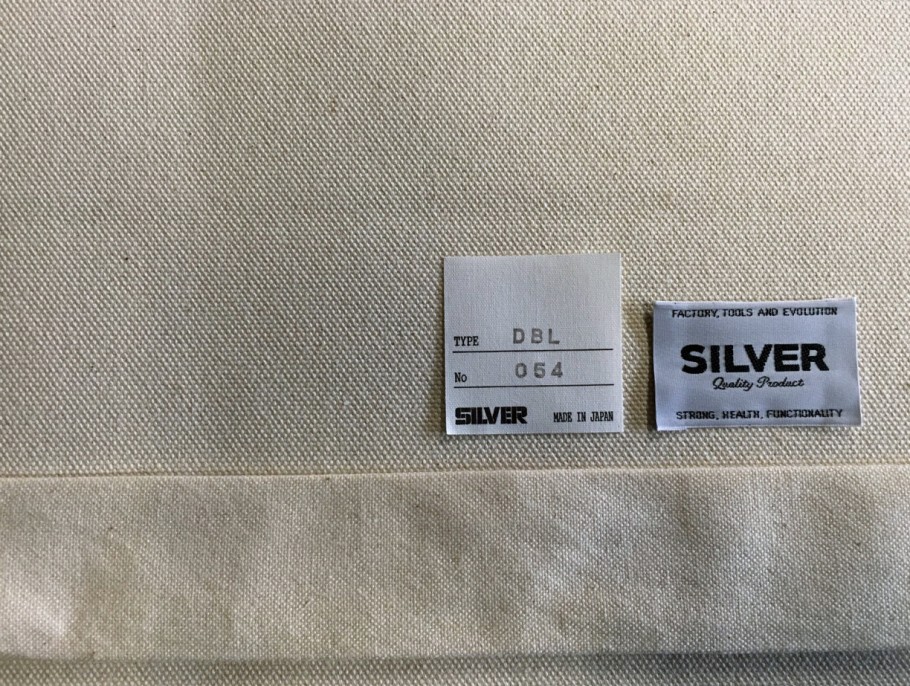 TYPE DBL
No 054
SILVER MADE IN JAPAN
FACTORY, TOOLS AND EVOLUTION
SILVER
Quality Product
STRONG, HEALTH, FUNCTIONALITY